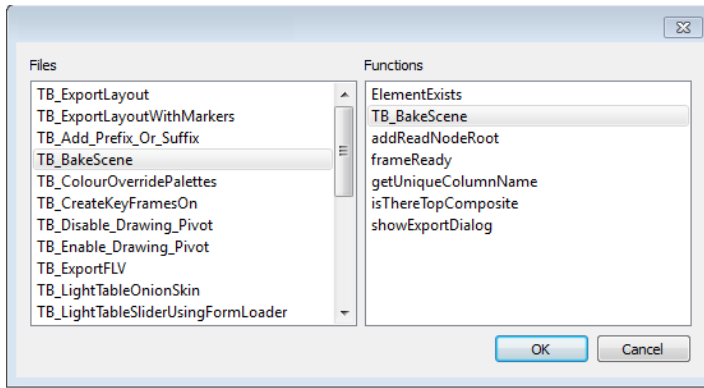 Files
TB_ExportLayout
TB_ExportLayoutWithMarkers
TB_Add_Prefix_Or_Suffix
TB_BakeScene
TB_ColourOverridePalettes
TB_CreateKeyFramesOn
TB_Disable_Drawing_Pivot
TB_Enable_Drawing_Pivot
TB_ExportFLV
TB_LightTableOnionSkin
TB_LightTableSliderUsingFormLoader
Functions
ElementExists
TB_BakeScene
addReadNodeRoot
frameReady
getUniqueColumnName
isThereTopComposite
showExportDialog
OK
Cancel